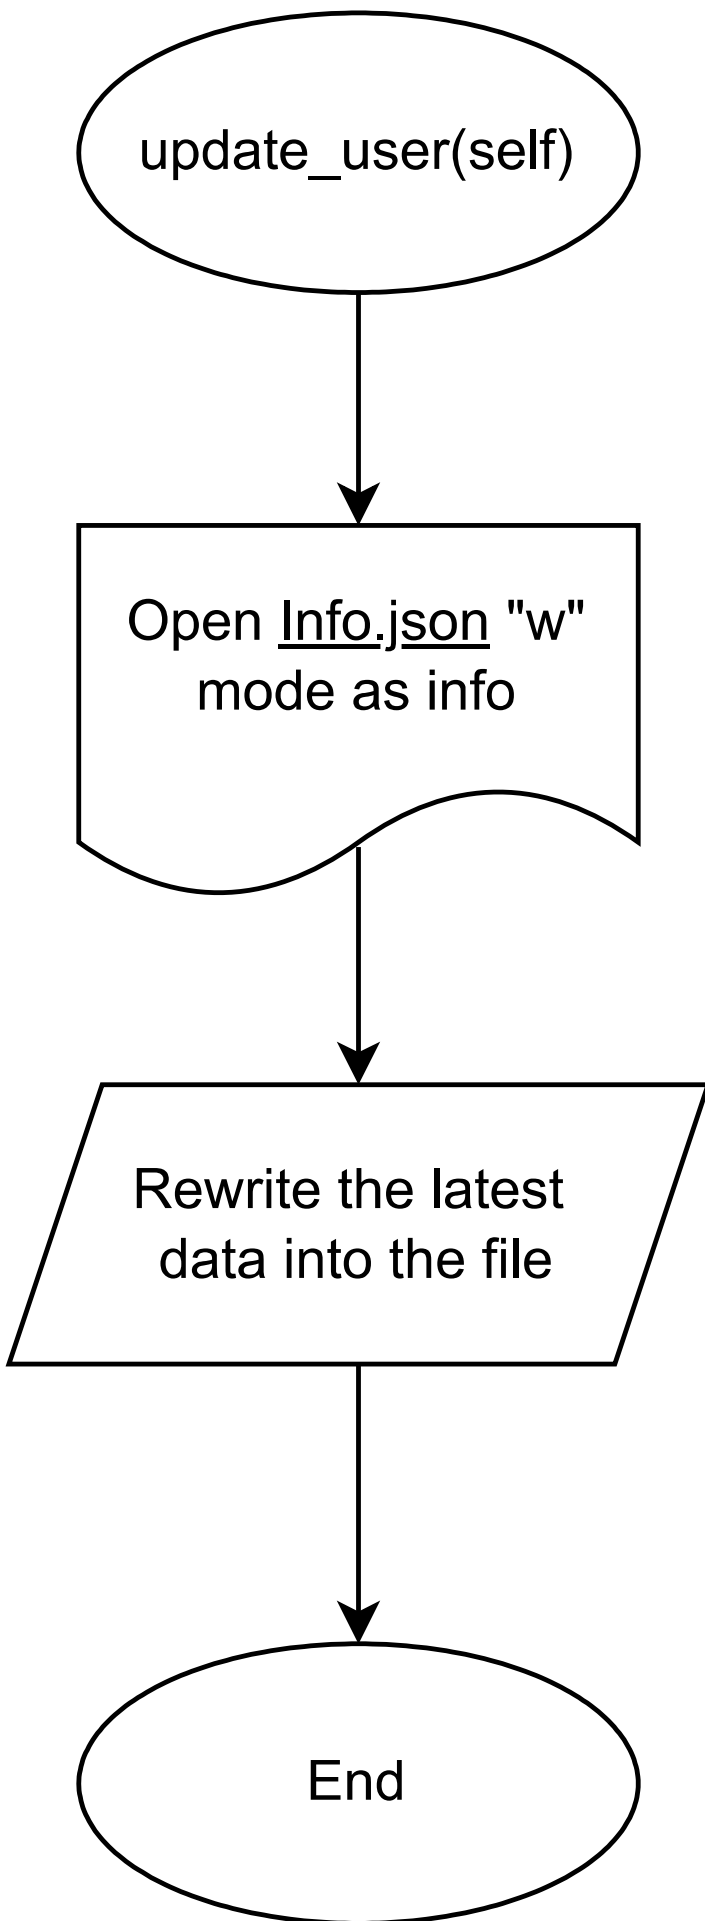 update_user(self)
Open Info.json "w"
mode as info
Rewrite the latest
data into the file
End